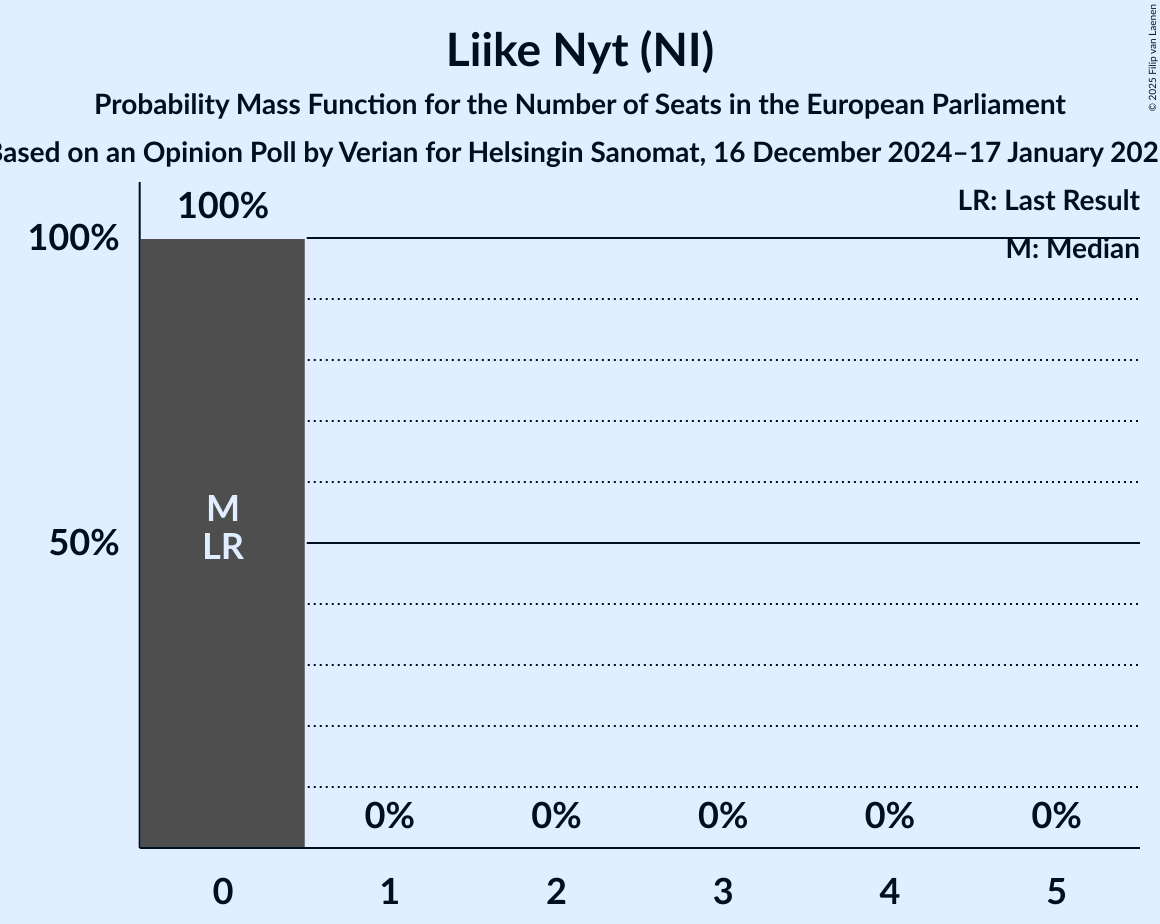 Liike Nyt (NI)
Probability Mass Function for the Number of Seats in the European Parliament
Based on an Opinion Poll by Verian for Helsingin Sanomat, 16 December 2024–17 January 202
© 2025 Filip van Laenen
LR: Last Result
M: Median
100%
100%
50%
M
LR
0%
0%
0%
0%
0%
0
1
2
3
4
5